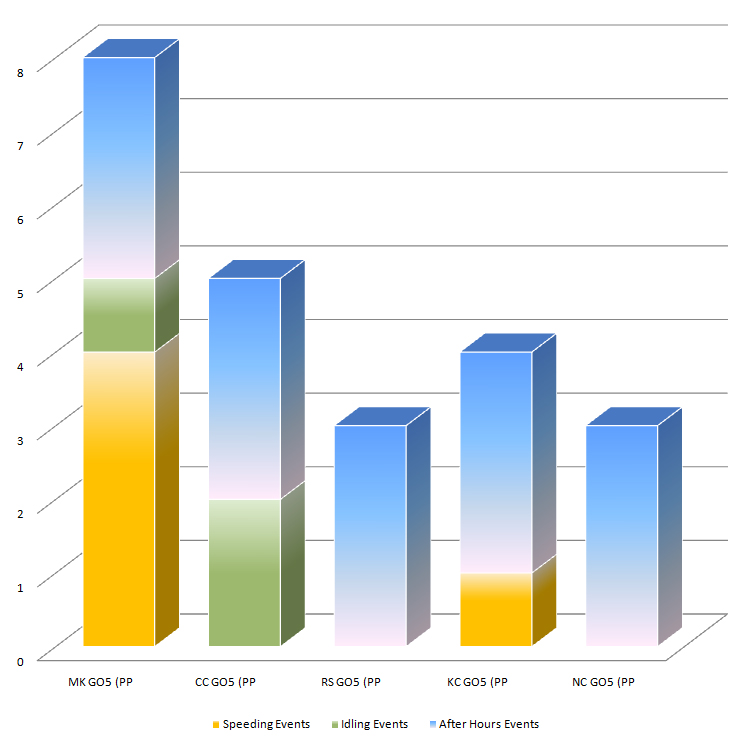 8
7
6
5
4
3
2
1
0
MK GO5 (PP
CC GO5 (PP
RS GO5 (PP
KC GO5 (PP
NC GO5 (PP
Speeding Events
Idling Events
After Hours Events